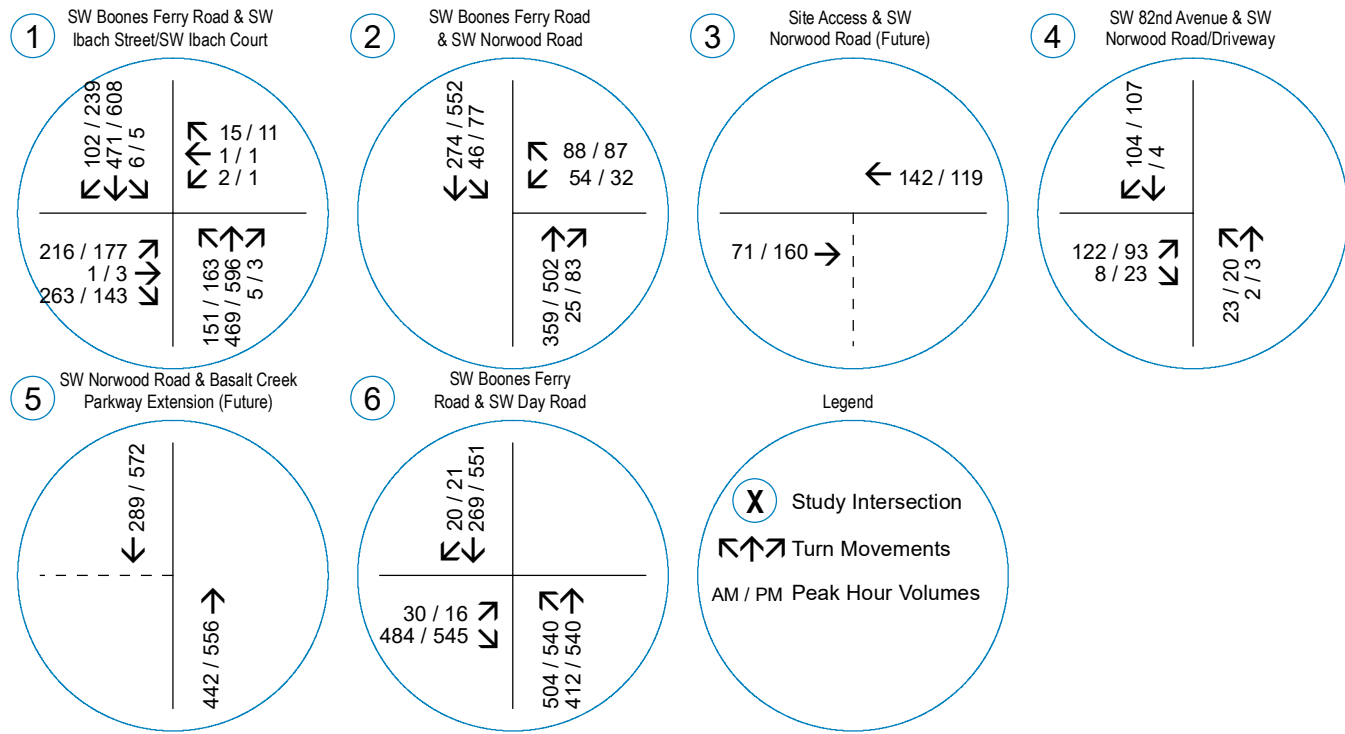 1
SW Boones Ferry Road & SW
Ibach Street/SW Ibach Court
102 / 239
471 / 608
6 / 5
15 / 11
1 / 1
2 / 1
216 / 177
1 / 3
263 / 143
151 / 163
469 / 596
5 / 3
2
SW Boones Ferry Road
& SW Norwood Road
274 / 552
46 / 77
88 / 87
54 / 32
359 / 502
25 / 83
3
Site Access & SW
Norwood Road (Future)
142 / 119
71 / 160
4
SW 82nd Avenue & SW
Norwood Road/Driveway
104 / 107
/ 4
122 / 93
8 / 23
23 / 20
2 / 3
5
SW Norwood Road & Basalt Creek
Parkway Extension (Future)
289 / 572
442 / 556
6
SW Boones Ferry
Road & SW Day Road
20 / 21
269 / 551
30 / 16
484 / 545
504 / 540
412 / 540
Legend
X Study Intersection
Turn Movements
AM / PM Peak Hour Volumes